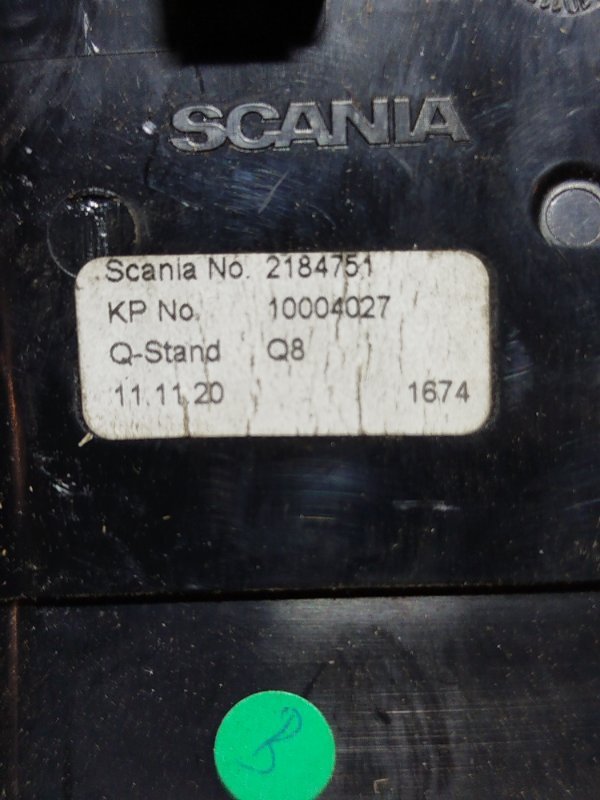 SCANIA
Scania No. 2184751
KP No. 10004027
Q-Stand Q8
11.11.20 1674